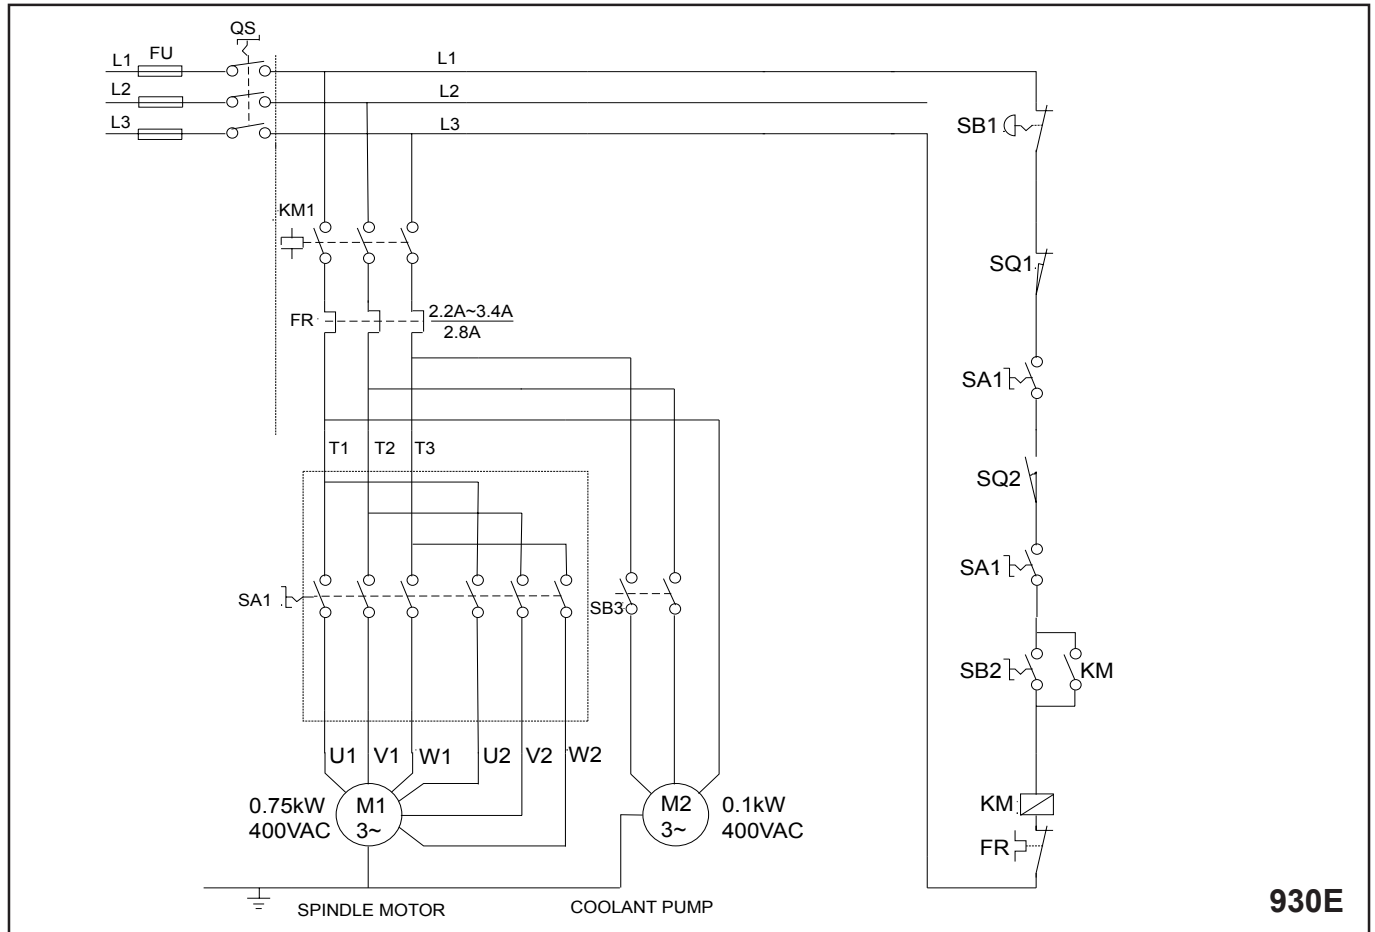 QS
L1 FU L1
L2 L2
L3 L3
SB1
KM1
SQ1
FR 2.2A~3.4A
2.8A
SA1
T1 T2 T3
SQ2
SA1
SA1 SB3
SB2 KM
U1 V1 W1 U2 V2 W2
0.75kW M1 M2 0.1kW KM
400VAC 3~ 3~ 400VAC
FR
SPINDLE MOTOR COOLANT PUMP
930E